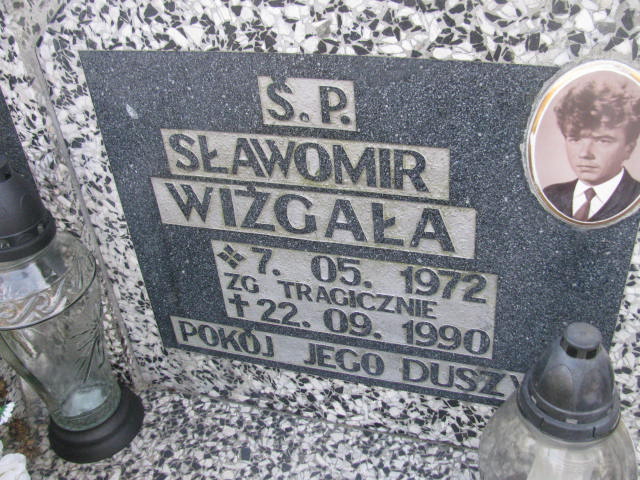 Ś. P.
SŁAWOMIR
WIŻGAŁA
7. 05. 1972
ZG TRAGICZNIE
✝ 22. 09. 1990
POKÓJ JEGO DUSZY